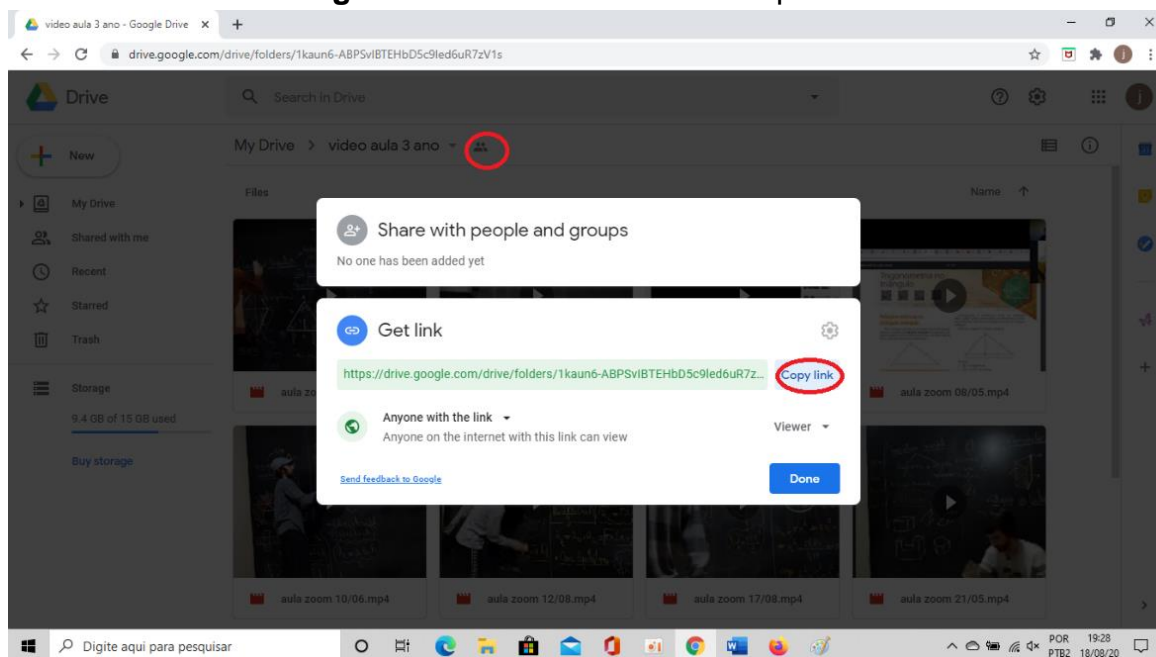 video aula 3 ano - Google Drive
drive.google.com/drive/folders/1kaun6-ABPSvIBTEHbD5c9led6uR7zV1s
Drive
Search in Drive
New
My Drive > video aula 3 ano
Files
Name
My Drive
Shared with me
Recent
Starred
Trash
Storage
9.4 GB of 15 GB used
Buy storage
Share with people and groups
No one has been added yet
Get link
https://drive.google.com/drive/folders/1kaun6-ABPSvIBTEHbD5c9led6uR7z...
Copy link
Anyone with the link
Anyone on the internet with this link can view
Viewer
Send feedback to Google
Done
Trigonometria no
triângulo
aula zo
aula zoom 08/05.mp4
aula zoom 10/06.mp4
aula zoom 12/08.mp4
aula zoom 17/08.mp4
aula zoom 21/05.mp4
Digite aqui para pesquisar
POR
PTB2
19:28
18/08/20